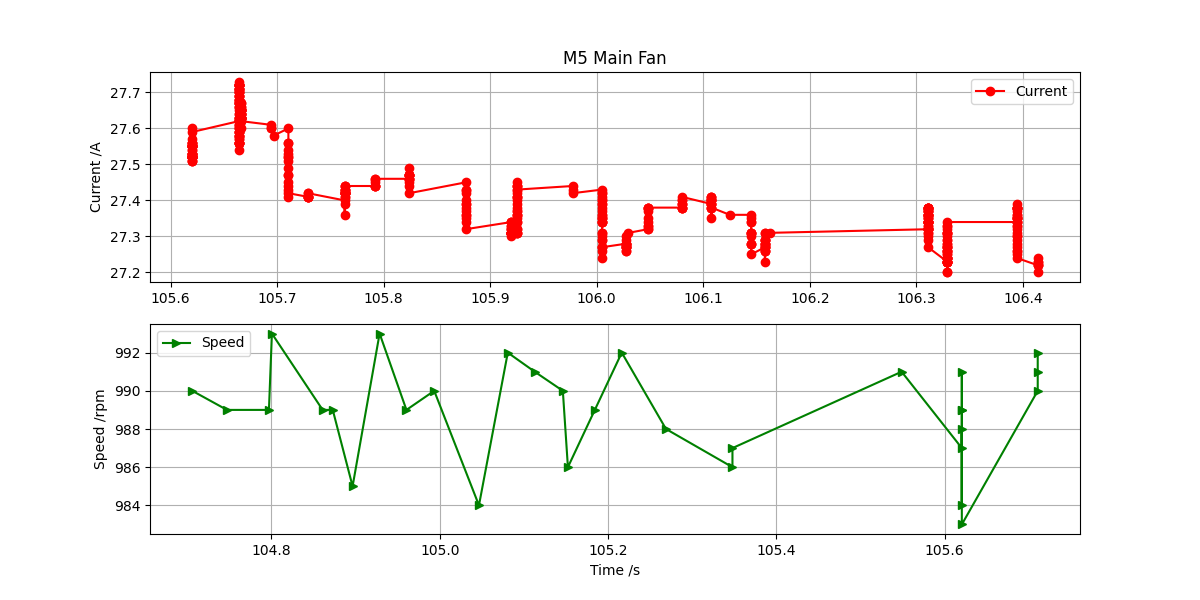 M5 Main Fan
Current /A
27.7
27.6
27.5
27.4
27.3
27.2
Current
105.6 105.7 105.8 105.9 106.0 106.1 106.2 106.3 106.4
Speed /rpm
992
990
988
986
984
Speed
104.8 105.0 105.2 105.4 105.6
Time /s